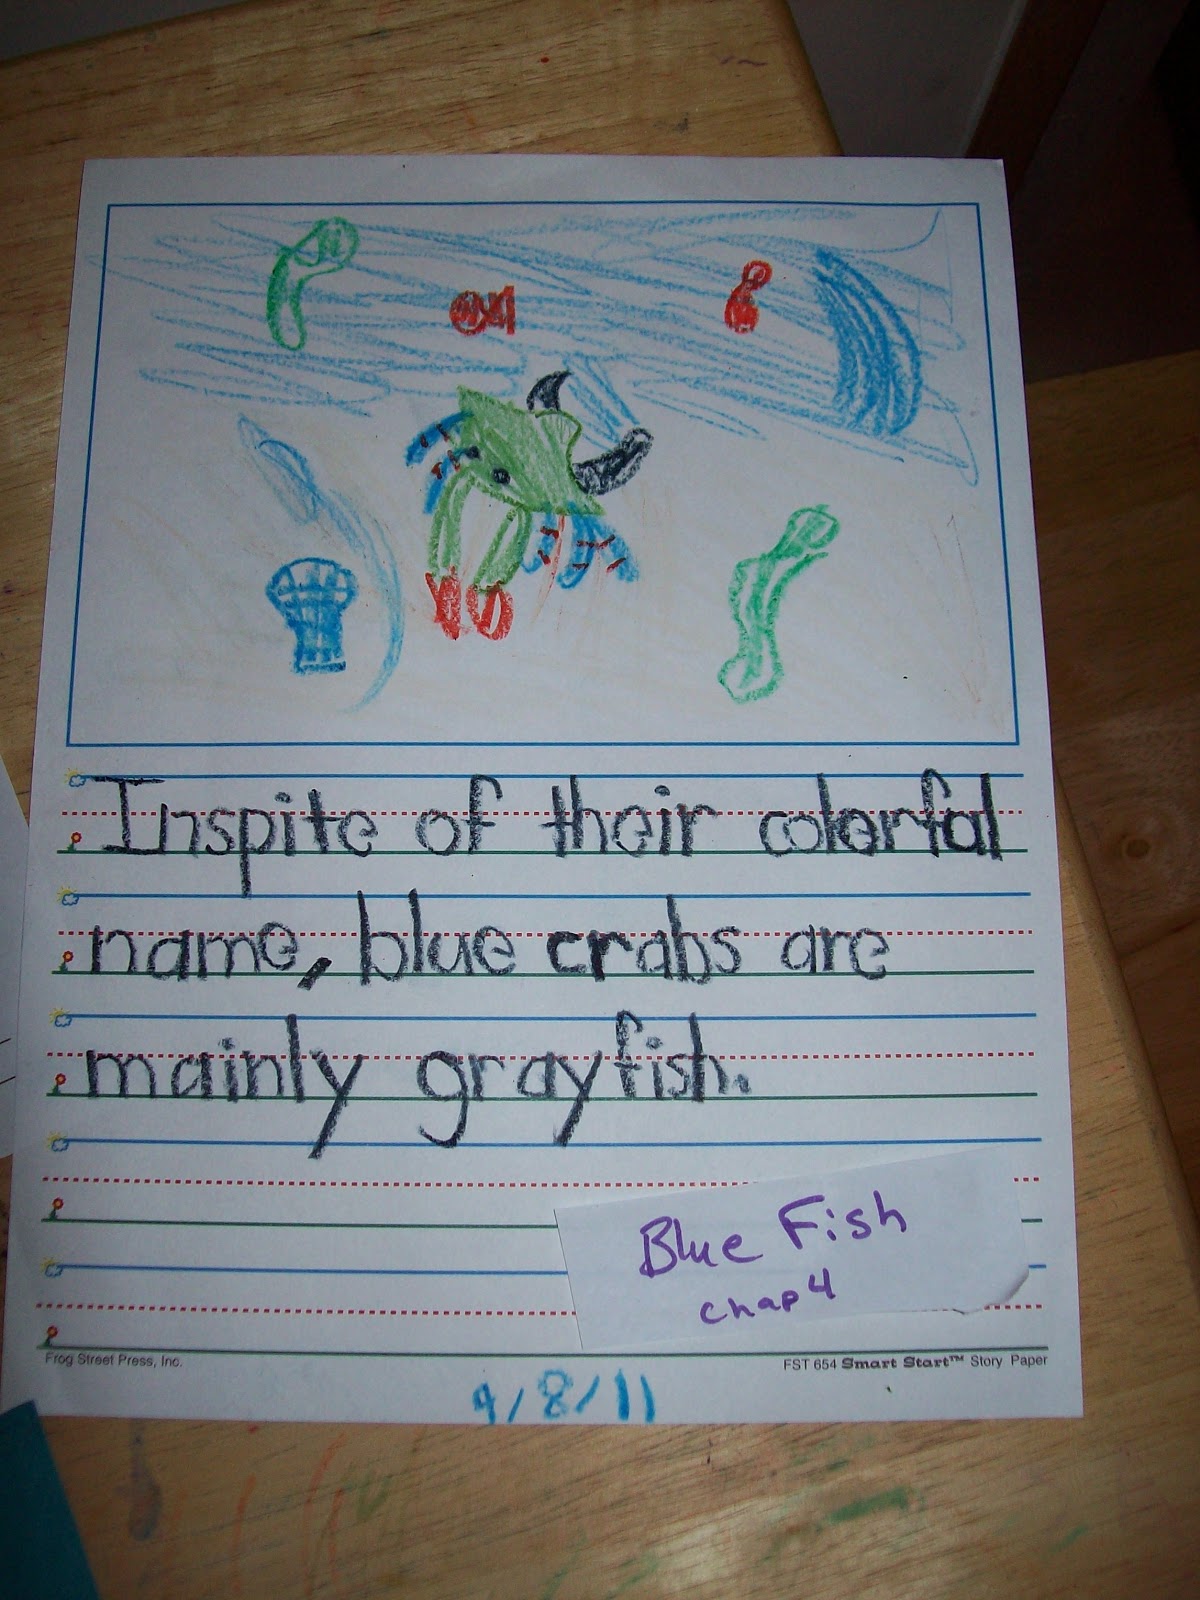 Inspite of their colorful
name, blue crabs are
mainly grayfish.
Blue Fish
chap 4
Frog Street Press, Inc.
FST 654 Smart Start™ Story Paper
9/8/11